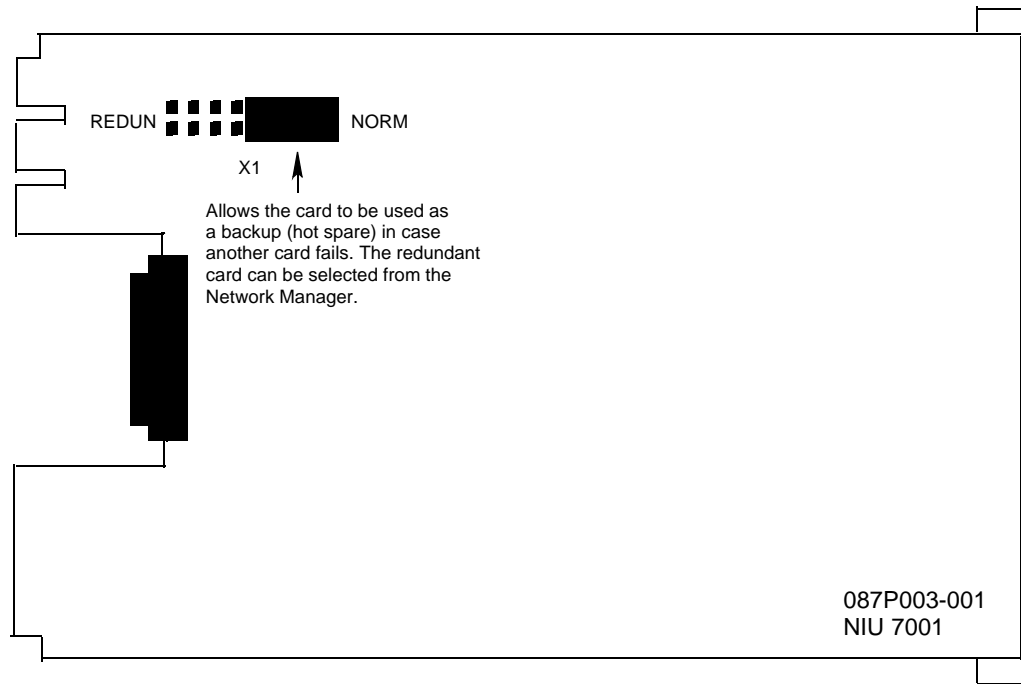 REDUN NORM
X1
Allows the card to be used as
a backup (hot spare) in case
another card fails. The redundant
card can be selected from the
Network Manager.
087P003-001
NIU 7001